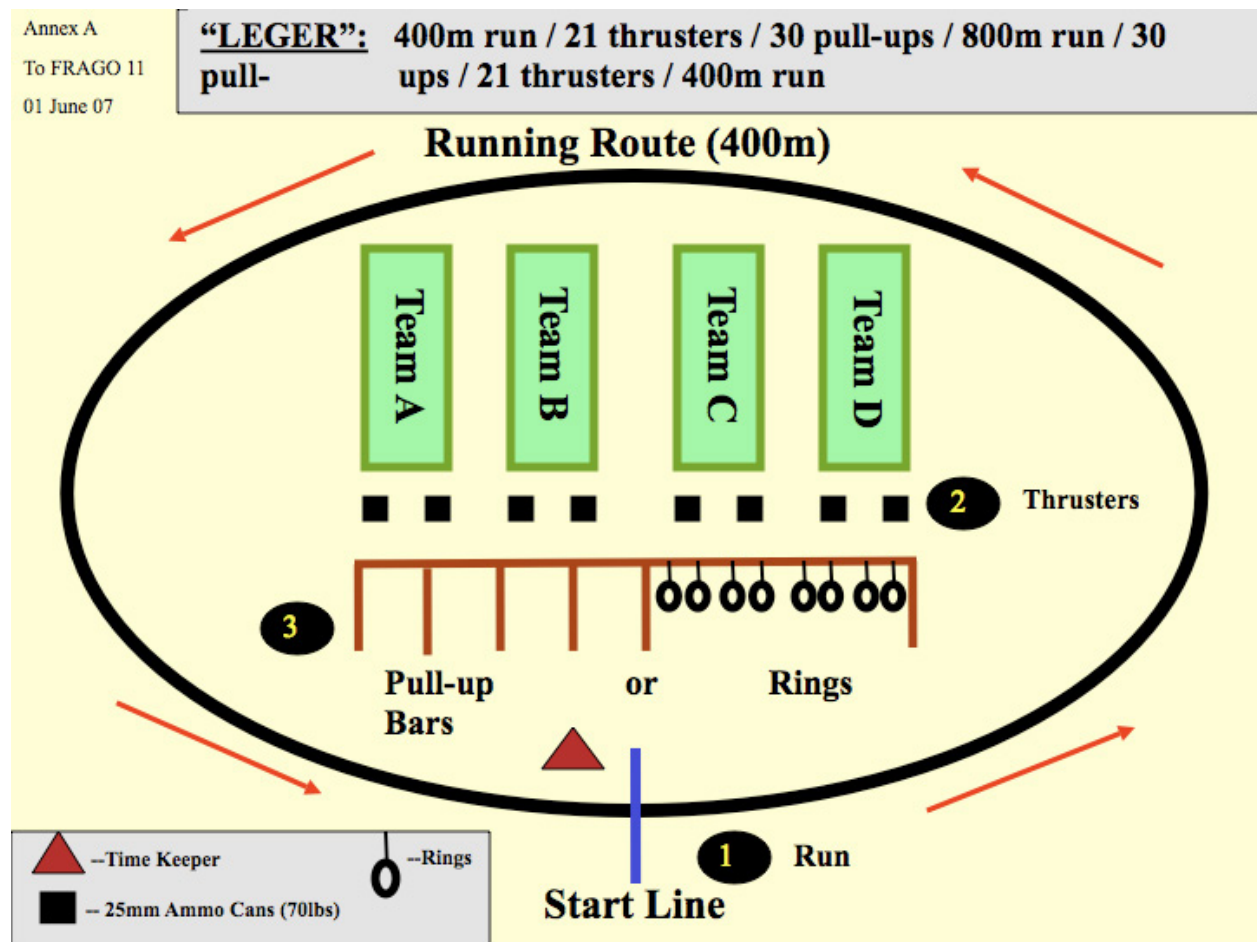 Annex A
To FRAGO 11
01 June 07
“LEGER”: 400m run / 21 thrusters / 30 pull-ups / 800m run / 30
pull- ups / 21 thrusters / 400m run
Running Route (400m)
Team A
Team B
Team C
Team D
2 Thrusters
3
Pull-up or Rings
Bars
1 Run
Start Line
--Time Keeper
--Rings
-- 25mm Ammo Cans (70lbs)